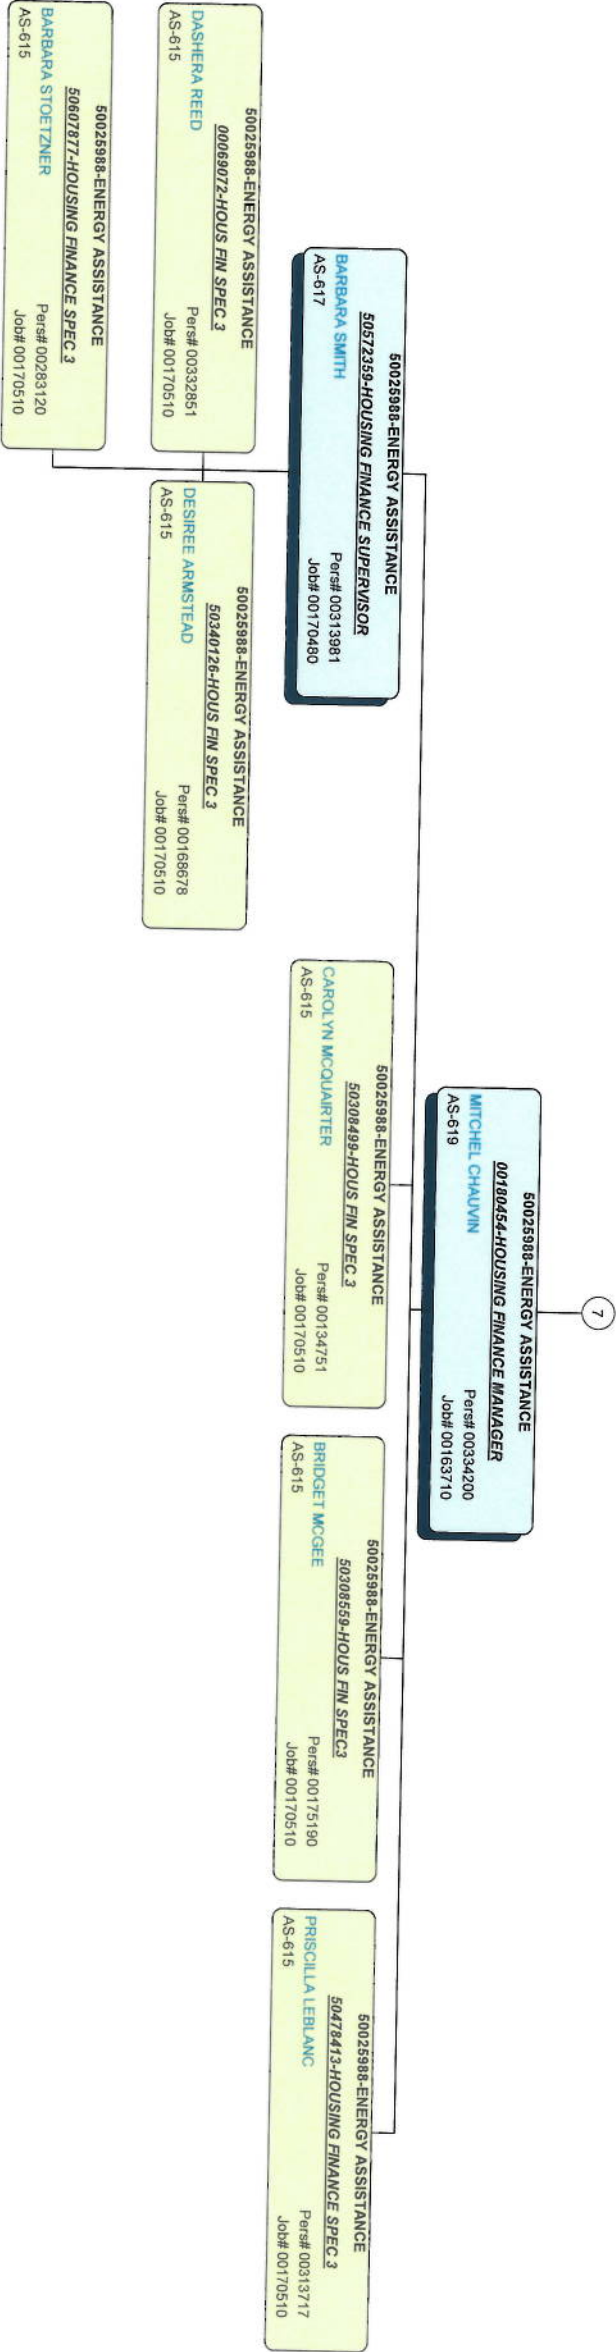 7
50025988-ENERGY ASSISTANCE
00180454-HOUSING FINANCE MANAGER
MITCHEL CHAUVIN
Pers# 00334200
AS-619
Job# 00163710
50025988-ENERGY ASSISTANCE
50572359-HOUSING FINANCE SUPERVISOR
BARBARA SMITH
Pers# 00313981
AS-617
Job# 00170480
50025988-ENERGY ASSISTANCE
50308499-HOUS FIN SPEC 3
CAROLYN MCQUAIRTER
Pers# 00134751
AS-615
Job# 00170510
50025988-ENERGY ASSISTANCE
50308559-HOUS FIN SPEC3
BRIDGET MCGEE
Pers# 00175190
AS-615
Job# 00170510
50025988-ENERGY ASSISTANCE
50478413-HOUSING FINANCE SPEC 3
PRISCILLA LEBLANC
Pers# 00313717
AS-615
Job# 00170510
50025988-ENERGY ASSISTANCE
00069072-HOUS FIN SPEC 3
DASHERA REED
Pers# 00332851
AS-615
Job# 00170510
50025988-ENERGY ASSISTANCE
50340126-HOUS FIN SPEC 3
DESIREE ARMSTEAD
Pers# 00168678
AS-615
Job# 00170510
50025988-ENERGY ASSISTANCE
50607877-HOUSING FINANCE SPEC 3
BARBARA STOETZNER
Pers# 00283120
AS-615
Job# 00170510